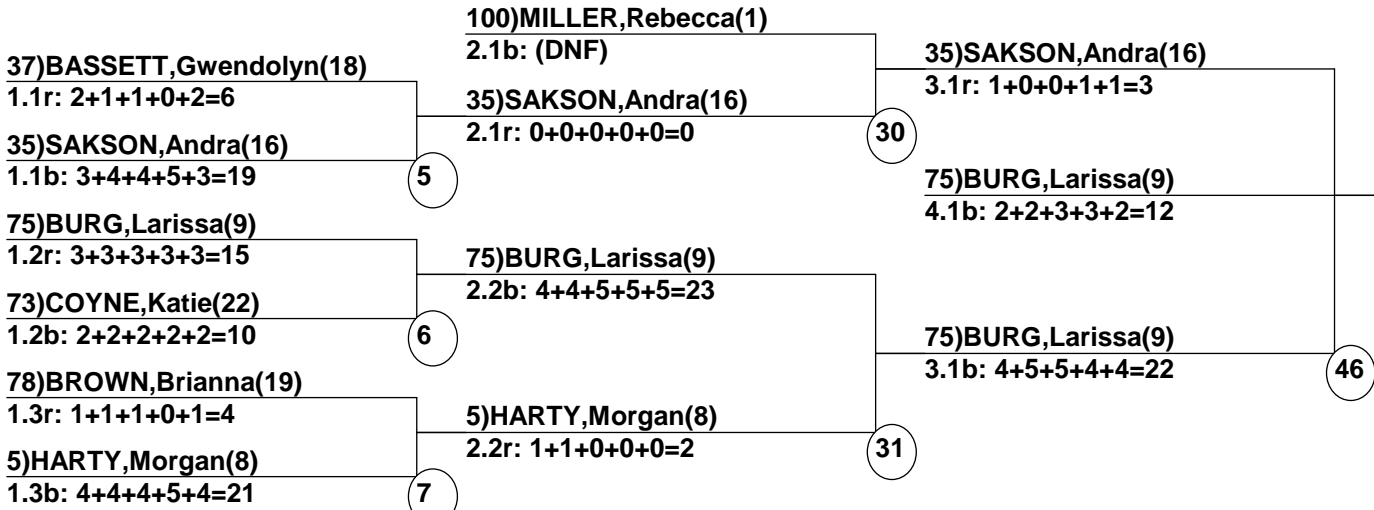 37)BASSETT,Gwendolyn(18)
1.1r: 2+1+1+0+2=6
35)SAKSON,Andra(16)
1.1b: 3+4+4+5+3=19
5
75)BURG,Larissa(9)
1.2r: 3+3+3+3+3=15
73)COYNE,Katie(22)
1.2b: 2+2+2+2+2=10
6
78)BROWN,Brianna(19)
1.3r: 1+1+1+0+1=4
5)HARTY,Morgan(8)
1.3b: 4+4+4+5+4=21
7
100)MILLER,Rebecca(1)
2.1b: (DNF)
35)SAKSON,Andra(16)
2.1r: 0+0+0+0+0=0
30
75)BURG,Larissa(9)
2.2b: 4+4+5+5+5=23
5)HARTY,Morgan(8)
2.2r: 1+1+0+0+0=2
31
35)SAKSON,Andra(16)
3.1r: 1+0+0+1+1=3
75)BURG,Larissa(9)
4.1b: 2+2+3+3+2=12
75)BURG,Larissa(9)
3.1b: 4+5+5+4+4=22
46